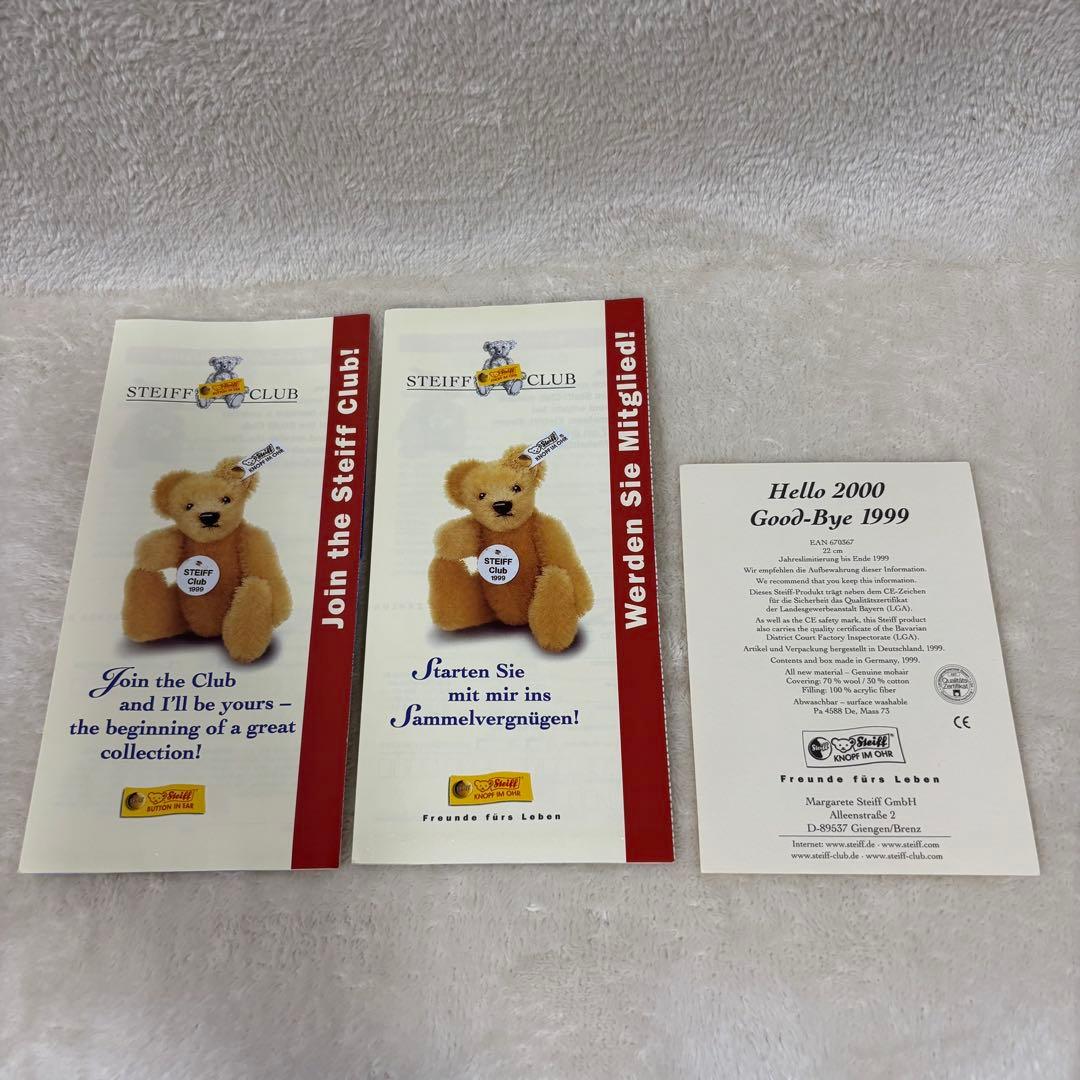 STEIFF CLUB
Steiff
BUTTON IN EAR
Steiff
KNOPF IM OHR
STEIFF
Club
1999
Join the Club
and I'll be yours –
the beginning of a great
collection!
Steiff
BUTTON IN EAR
Join the Steiff Club!
STEIFF CLUB
Steiff
Steiff
KNOPF IM OHR
STEIFF
Club
1999
Starten Sie
mit mir ins
Sammelvergnügen!
Steiff
KNOPF IM OHR
Freunde fürs Leben
Werden Sie Mitglied!
Hello 2000
Good-Bye 1999
EAN 670367
22 cm
Jahreslimitierung bis Ende 1999
Wir empfehlen die Aufbewahrung dieser Information.
We recommend that you keep this information.
Dieses Steiff-Produkt trägt neben dem CE-Zeichen
für die Sicherheit das Qualitätszertifikat
der Landesgewerbeanstalt Bayern (LGA).
As well as the CE safety mark, this Steiff product
also carries the quality certificate of the Bavarian
District Court Factory Inspectorate (LGA).
Artikel und Verpackung hergestellt in Deutschland, 1999.
Contents and box made in Germany, 1999.
All new material – Genuine mohair
Covering: 70 % wool / 30 % cotton
Filling: 100 % acrylic fiber
Abwaschbar – surface washable
Pa 4588 De, Mass 73
Qualitäts-
Zertifikat
CE
Steiff
Steiff
KNOPF IM OHR
Freunde fürs Leben
Margarete Steiff GmbH
Alleenstraße 2
D-89537 Giengen/Brenz
Internet: www.steiff.de · www.steiff.com
www.steiff-club.de · www.steiff-club.com